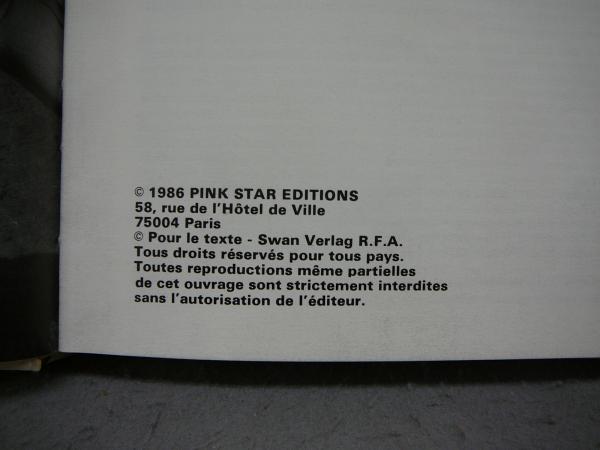 © 1986 PINK STAR EDITIONS
58, rue de l'Hôtel de Ville
75004 Paris
© Pour le texte - Swan Verlag R.F.A.
Tous droits réservés pour tous pays.
Toutes reproductions même partielles
de cet ouvrage sont strictement interdites
sans l'autorisation de l'éditeur.